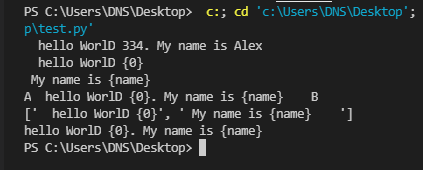 PS C:\Users\DNS\Desktop>  c:; cd 'c:\Users\DNS\Desktop';
p\test.py'
  hello WorlD 334. My name is Alex
  hello WorlD {0}
 My name is {name}
A  hello WorlD {0}. My name is {name}    B
['  hello WorlD {0}', ' My name is {name}    ']
hello WorlD {0}. My name is {name}
PS C:\Users\DNS\Desktop>